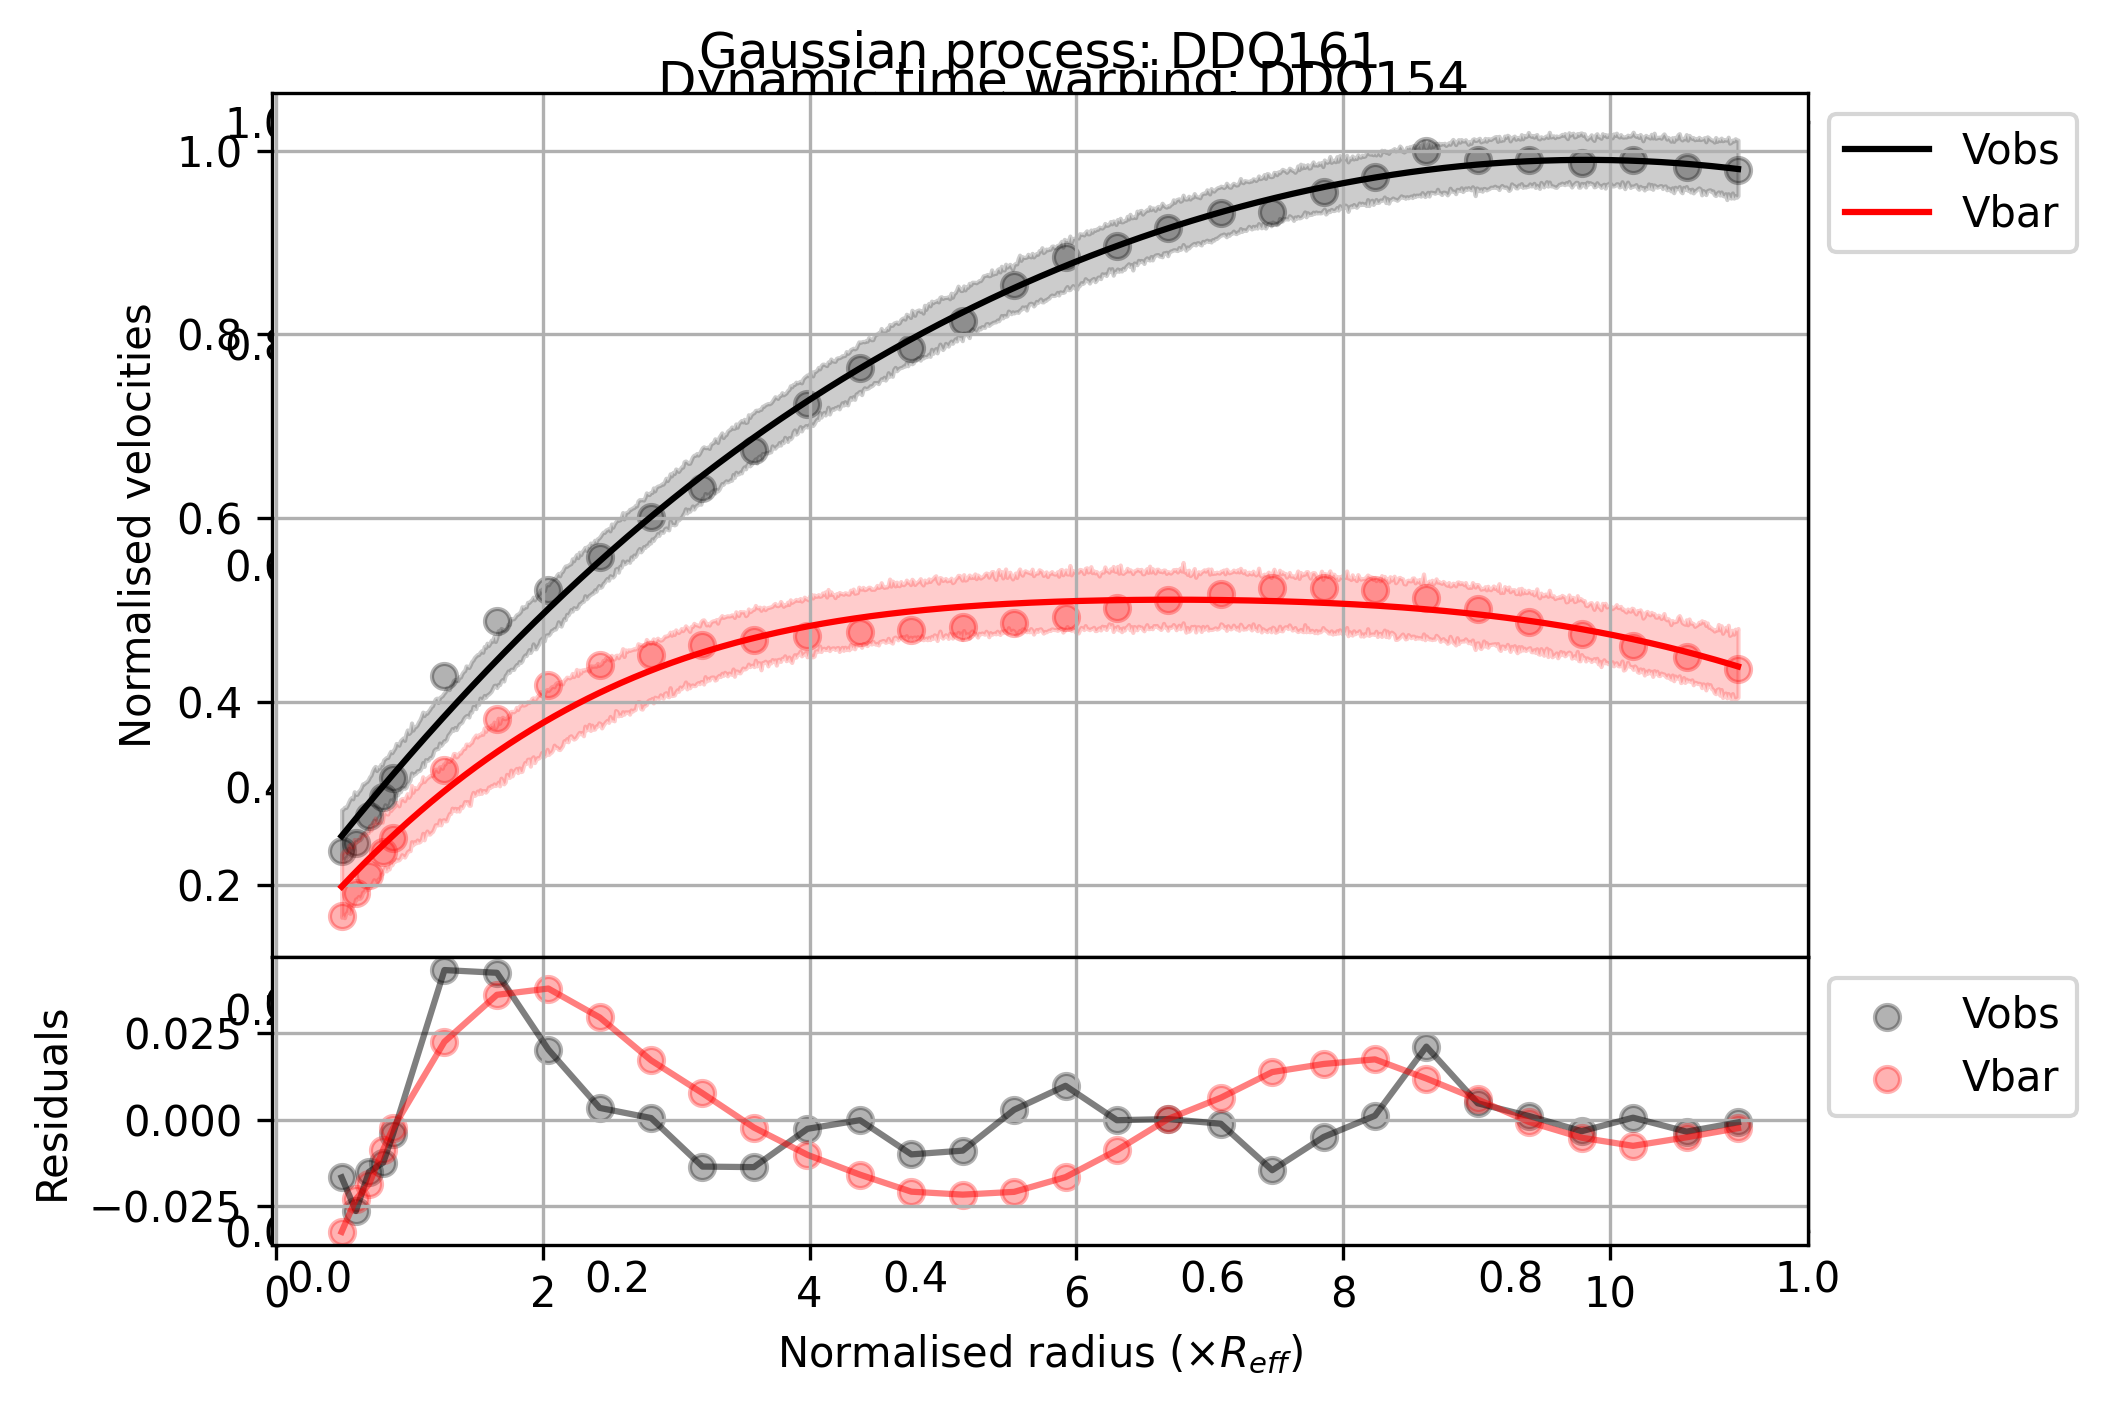 Gaussian process: DDO161
Dynamic time warping: DDO154
Normalised velocities
1.0
0.8
0.6
0.4
0.2
Vobs
Vbar
Residuals
0.025
0.000
−0.025
Vobs
Vbar
0 2 4 6 8 10
0.0 0.2 0.4 0.6 0.8 1.0
Normalised radius (×R_eff)